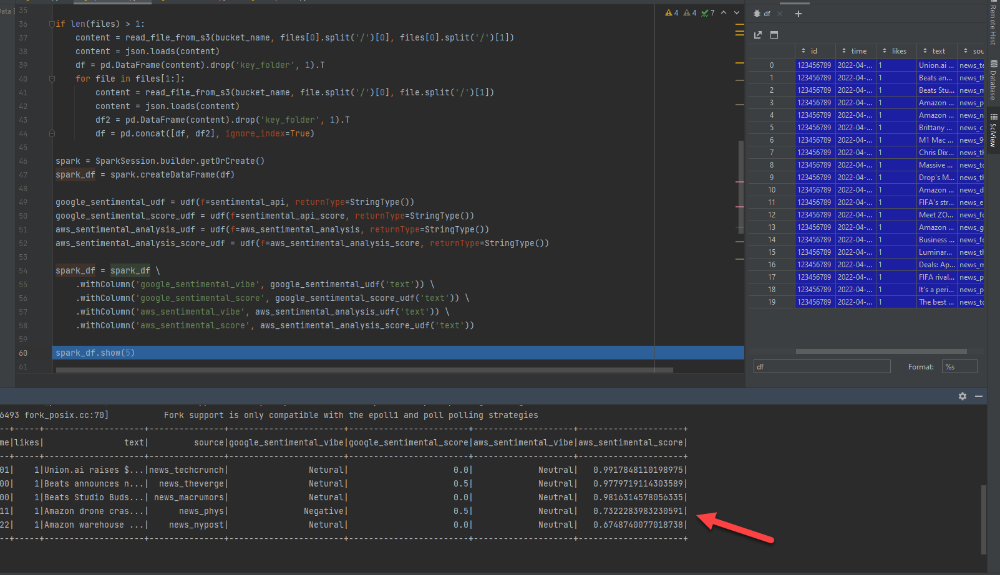 Data E
35
36 if len(files) > 1:
37 content = read_file_from_s3(bucket_name, files[0].split('/')[0], files[0].split('/')[1])
38 content = json.loads(content)
39 df = pd.DataFrame(content).drop('key_folder', 1).T
40 for file in files[1:]:
41 content = read_file_from_s3(bucket_name, file.split('/')[0], file.split('/')[1])
42 content = json.loads(content)
43 df2 = pd.DataFrame(content).drop('key_folder', 1).T
44 df = pd.concat([df, df2], ignore_index=True)
45
46 spark = SparkSession.builder.getOrCreate()
47 spark_df = spark.createDataFrame(df)
48
49 google_sentimental_udf = udf(f=sentimental_api, returnType=StringType())
50 google_sentimental_score_udf = udf(f=sentimental_api_score, returnType=StringType())
51 aws_sentimental_analysis_udf = udf(f=aws_sentimental_analysis, returnType=StringType())
52 aws_sentimental_analysis_score_udf = udf(f=aws_sentimental_analysis_score, returnType=StringType())
53
54 spark_df = spark_df \
55 .withColumn('google_sentimental_vibe', google_sentimental_udf('text')) \
56 .withColumn('google_sentimental_score', google_sentimental_score_udf('text')) \
57 .withColumn('aws_sentimental_vibe', aws_sentimental_analysis_udf('text')) \
58 .withColumn('aws_sentimental_score', aws_sentimental_analysis_score_udf('text'))
59
60 spark_df.show(5)
61
4 4 7
df
id time likes text sou
0 123456789 2022-04-... 1 Union.ai ... news_te
1 123456789 2022-04-... 1 Beats an... news_th
2 123456789 2022-04-... 1 Beats Stu... news_m
3 123456789 2022-04-... 1 Amazon ... news_p
4 123456789 2022-04-... 1 Amazon ... news_n
5 123456789 2022-04-... 1 Brittany ... news_c
6 123456789 2022-04-... 1 M1 Mac ... news_9
7 123456789 2022-04-... 1 Chris Dix... news_th
8 123456789 2022-04-... 1 Massive ... news_to
9 123456789 2022-04-... 1 Drop's M... news_th
10 123456789 2022-04-... 1 Amazon ... news_d
11 123456789 2022-04-... 1 FIFA's str... news_e
12 123456789 2022-04-... 1 Meet ZO... news_fo
13 123456789 2022-04-... 1 Amazon ... news_g
14 123456789 2022-04-... 1 Business ... news_fo
15 123456789 2022-04-... 1 Luminar... news_th
16 123456789 2022-04-... 1 Deals: Ap... news_m
17 123456789 2022-04-... 1 FIFA rival... news_p
18 123456789 2022-04-... 1 It's a peri... news_p
19 123456789 2022-04-... 1 The best ... news_to
df Format: %s
Remote Host
Database
SciView
6493 fork_posix.cc:70] Fork support is only compatible with the epoll1 and poll polling strategies
--+-----+--------------------+---------------+-----------------------+------------------------+--------------------+---------------------+
me|likes| text| source|google_sentimental_vibe|google_sentimental_score|aws_sentimental_vibe|aws_sentimental_score|
--+-----+--------------------+---------------+-----------------------+------------------------+--------------------+---------------------+
01| 1|Union.ai raises $...|news_techcrunch| Netural| 0.0| Neutral| 0.9917848110198975|
00| 1|Beats announces n...| news_theverge| Netural| 0.5| Neutral| 0.9779719114303589|
00| 1|Beats Studio Buds...| news_macrumors| Netural| 0.0| Neutral| 0.9816314578056335|
11| 1|Amazon drone cras...| news_phys| Negative| 0.5| Neutral| 0.7322283983230591|
22| 1|Amazon warehouse ...| news_nypost| Netural| 0.0| Neutral| 0.6748740077018738|
--+-----+--------------------+---------------+-----------------------+------------------------+--------------------+---------------------+